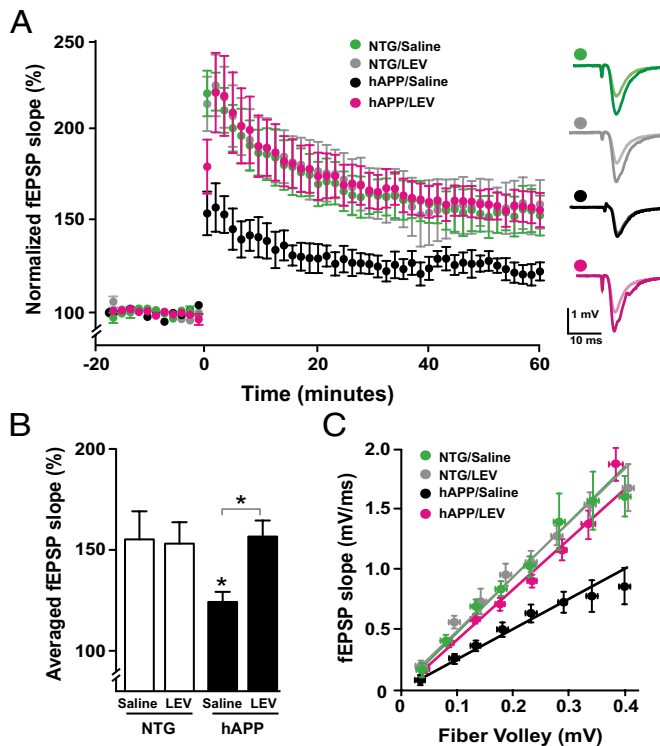 A
Normalized fEPSP slope (%)
250
200
150
100
-20
0
20
40
60
Time (minutes)
NTG/Saline
NTG/LEV
hAPP/Saline
hAPP/LEV
1 mV
10 ms
B
Averaged fEPSP slope (%)
200
150
100
*
*
Saline LEV Saline LEV
NTG hAPP
C
fEPSP slope (mV/ms)
2.0
1.5
1.0
0.5
0
NTG/Saline
NTG/LEV
hAPP/Saline
hAPP/LEV
0 0.1 0.2 0.3 0.4
Fiber Volley (mV)